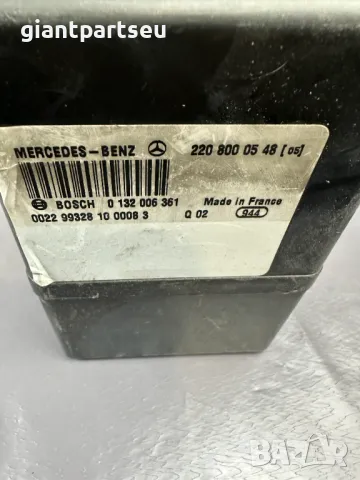 giantpartseu
MERCEDES-BENZ 220 800 05 48 [05]
BOSCH 0 132 006 361 Made in France
0022 99328 10 0008 3 Q 02 944
BAZAR.bg